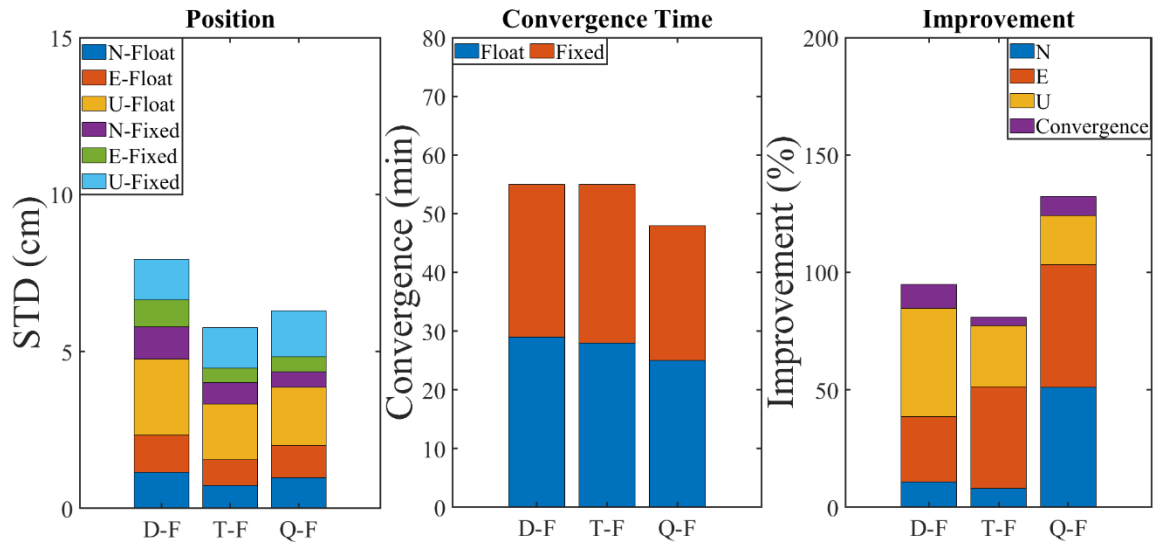 Position
STD (cm)
15
10
5
0
N-Float
E-Float
U-Float
N-Fixed
E-Fixed
U-Fixed
D-F T-F Q-F
Convergence Time
Convergence (min)
80
70
60
50
40
30
20
10
0
Float Fixed
D-F T-F Q-F
Improvement
Improvement (%)
200
150
100
50
0
N
E
U
Convergence
D-F T-F Q-F